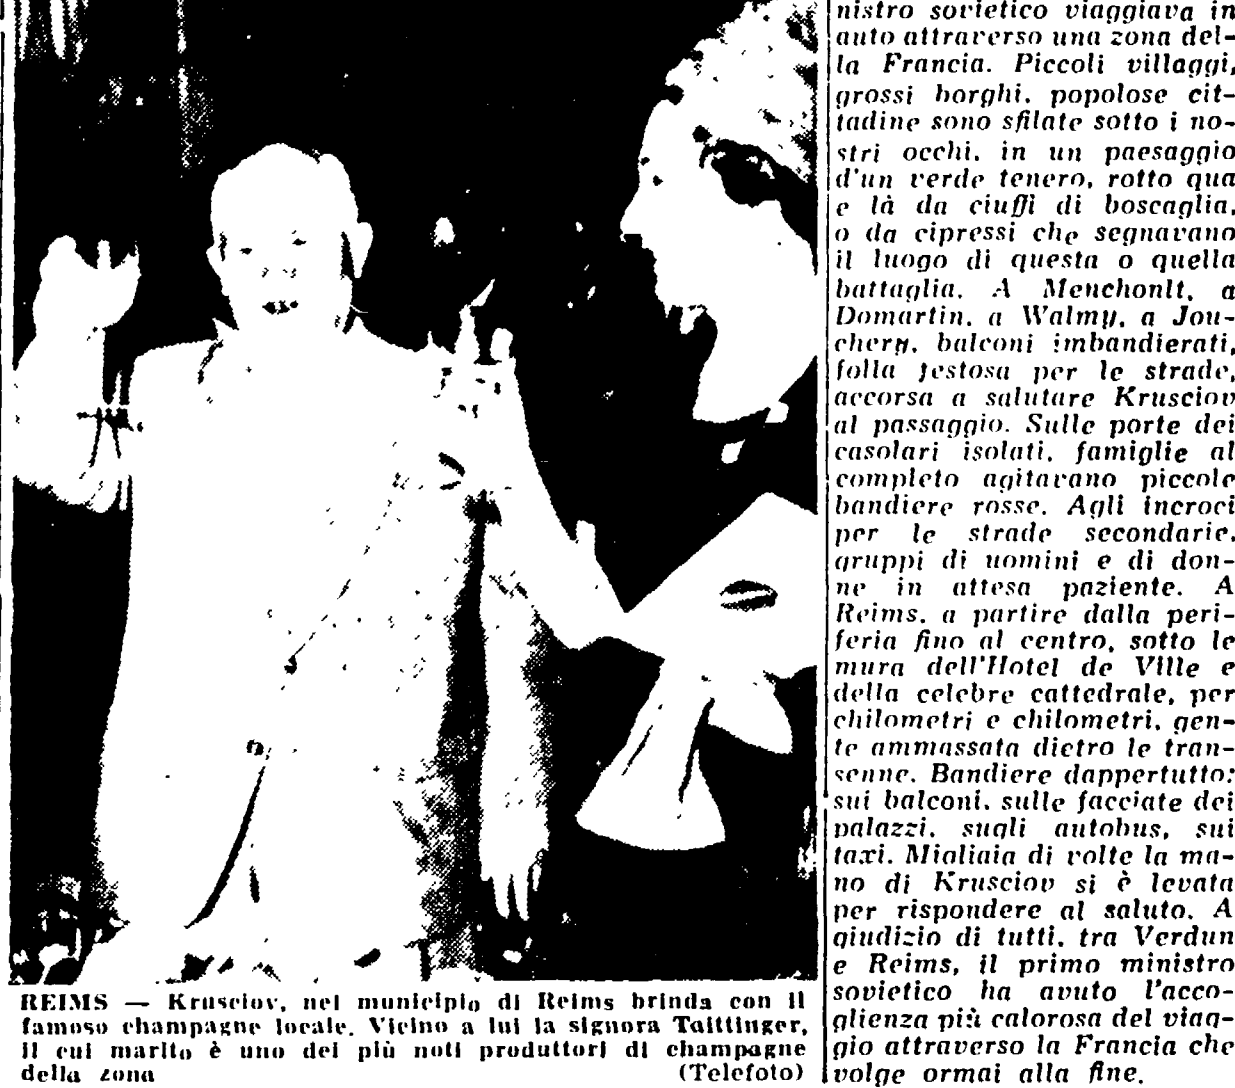 REIMS — Krusciov, nel municipio di Reims brinda con il
famoso champagne locale. Vicino a lui la signora Taittinger,
il cui marito è uno dei più noti produttori di champagne
della zona (Telefoto)
nistro sovietico viaggiava in
auto attraverso una zona del-
la Francia. Piccoli villaggi,
grossi borghi, popolose cit-
tadine sono sfilate sotto i no-
stri occhi, in un paesaggio
d'un verde tenero, rotto qua
e là da ciuffi di boscaglia,
o da cipressi che segnavano
il luogo di questa o quella
battaglia. A Menchonlt, a
Domartin, a Walmy, a Jou-
chery, balconi imbandierati,
folla festosa per le strade,
accorsa a salutare Krusciov
al passaggio. Sulle porte dei
casolari isolati, famiglie al
completo agitavano piccole
bandiere rosse. Agli incroci
per le strade secondarie,
gruppi di uomini e di don-
ne in attesa paziente. A
Reims, a partire dalla peri-
feria fino al centro, sotto le
mura dell'Hotel de Ville e
della celebre cattedrale, per
chilometri e chilometri, gen-
te ammassata dietro le tran-
senne. Bandiere dappertutto:
sui balconi, sulle facciate dei
palazzi, sugli autobus, sui
taxi. Migliaia di volte la ma-
no di Krusciov si è levata
per rispondere al saluto. A
giudizio di tutti, tra Verdun
e Reims, il primo ministro
sovietico ha avuto l'acco-
glienza più calorosa del viag-
gio attraverso la Francia che
volge ormai alla fine.